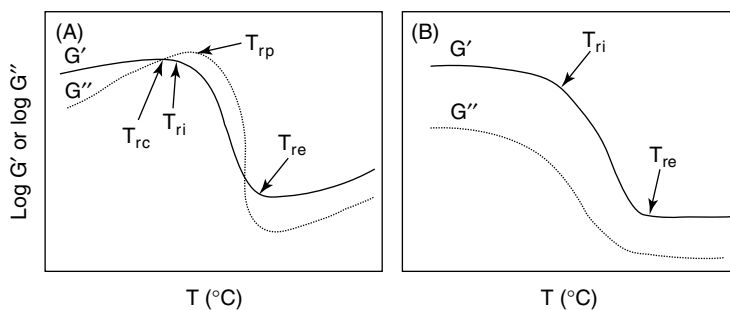 (A)
G′
G″
T_rp
T_rc
T_ri
T_re
Log G′ or log G″
T (°C)
(B)
G′
G″
T_ri
T_re
T (°C)